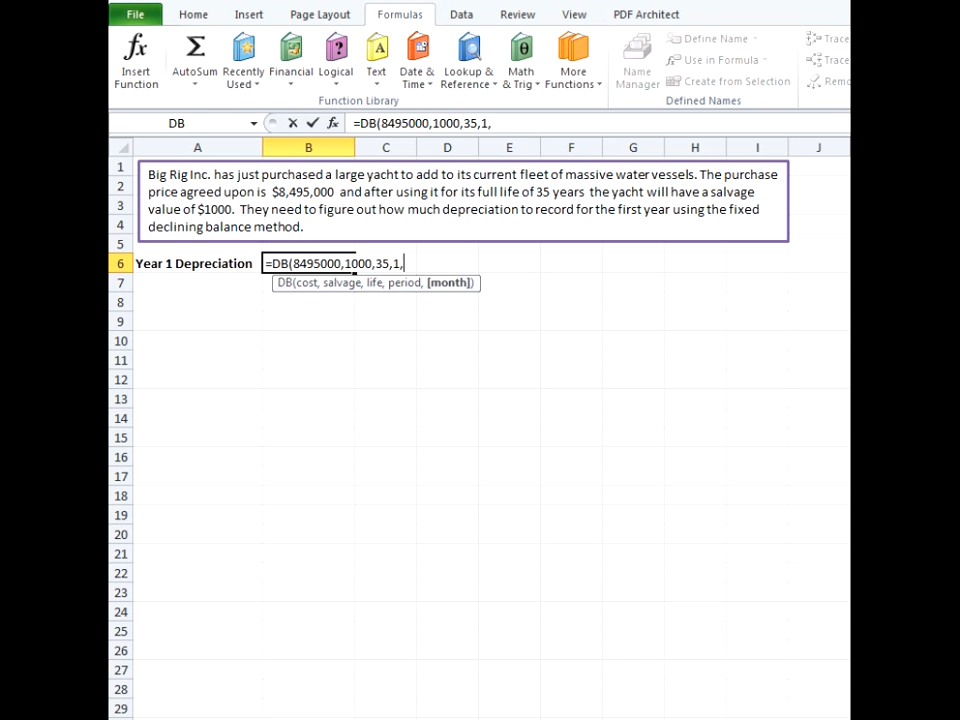 File Home Insert Page Layout Formulas Data Review View PDF Architect
Insert Function AutoSum Recently Used Financial Logical Text Date & Time Lookup & Reference Math & Trig More Functions Name Manager Define Name Use in Formula Create from Selection Trace Trace Remo
Function Library Defined Names
DB fx =DB(8495000,1000,35,1,
A B C D E F G H I J
1
Big Rig Inc. has just purchased a large yacht to add to its current fleet of massive water vessels. The purchase
2
price agreed upon is $8,495,000 and after using it for its full life of 35 years the yacht will have a salvage
3
value of $1000. They need to figure out how much depreciation to record for the first year using the fixed
4
declining balance method.
5
6 Year 1 Depreciation =DB(8495000,1000,35,1,
7 DB(cost, salvage, life, period, [month])
8
9
10
11
12
13
14
15
16
17
18
19
20
21
22
23
24
25
26
27
28
29